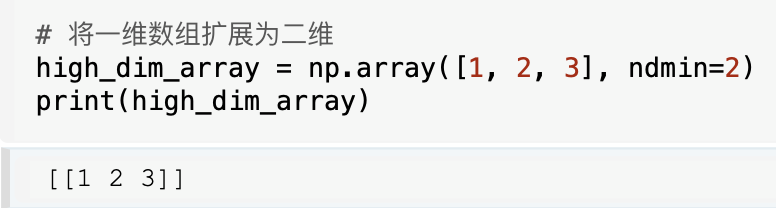 # 将一维数组扩展为二维
high_dim_array = np.array([1, 2, 3], ndmin=2)
print(high_dim_array)
[[1 2 3]]